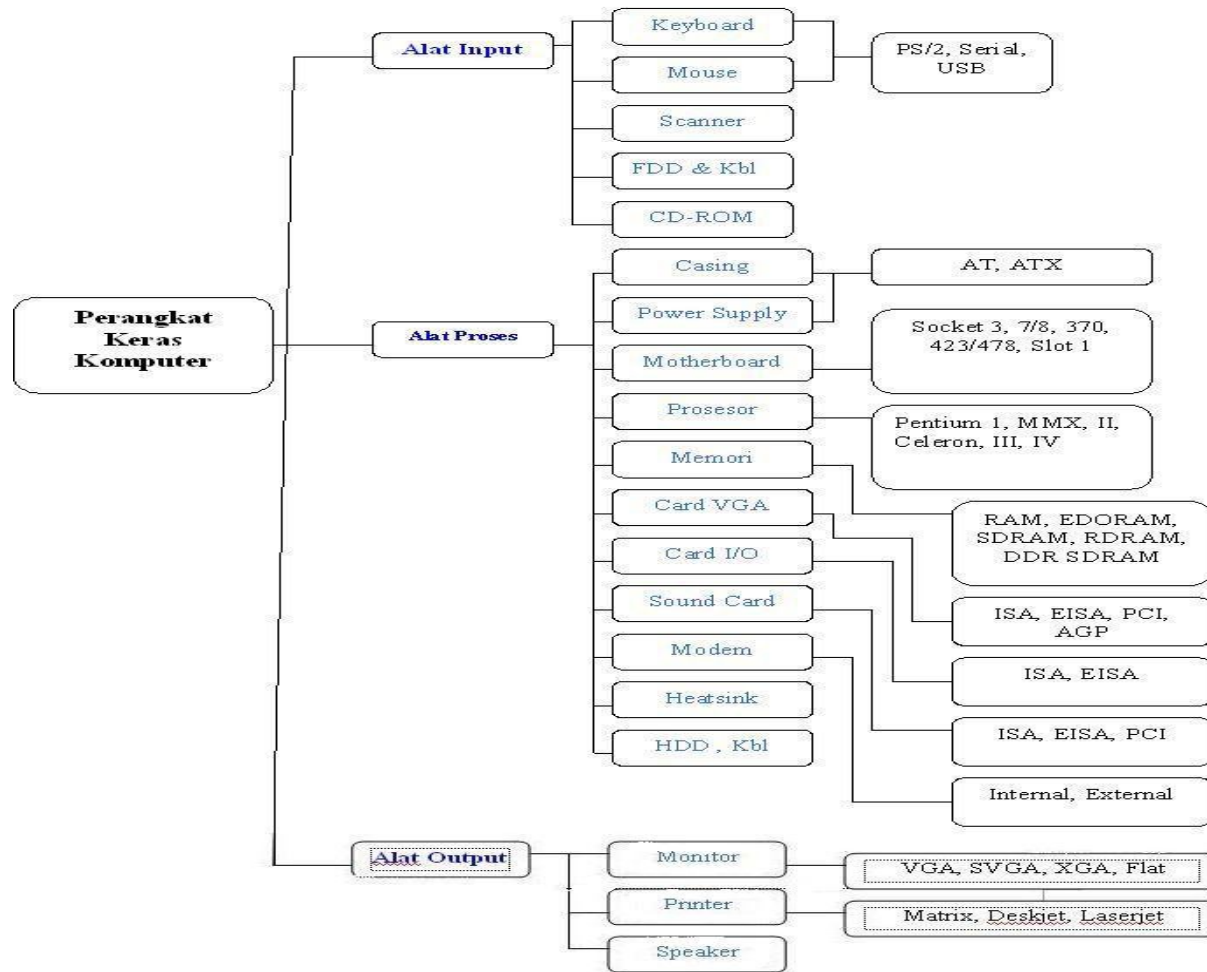 Perangkat
Keras
Komputer
Alat Input
Keyboard
Mouse
PS/2, Serial,
USB
Scanner
FDD & Kbl
CD-ROM
Alat Proses
Casing
Power Supply
AT, ATX
Motherboard
Socket 3, 7/8, 370,
423/478, Slot 1
Prosesor
Pentium 1, MMX, II,
Celeron, III, IV
Memori
RAM, EDORAM,
SDRAM, RDRAM,
DDR SDRAM
Card VGA
ISA, EISA, PCI,
AGP
Card I/O
ISA, EISA
Sound Card
ISA, EISA, PCI
Modem
Internal, External
Heatsink
HDD , Kbl
Alat Output
Monitor
VGA, SVGA, XGA, Flat
Printer
Matrix, Deskjet, Laserjet
Speaker